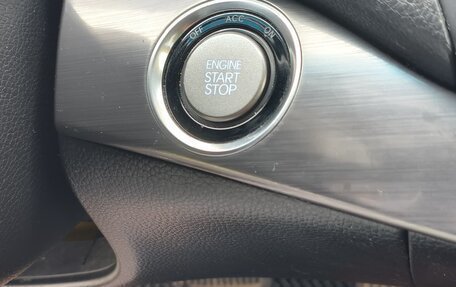 OFF ACC ON
ENGINE
START
STOP